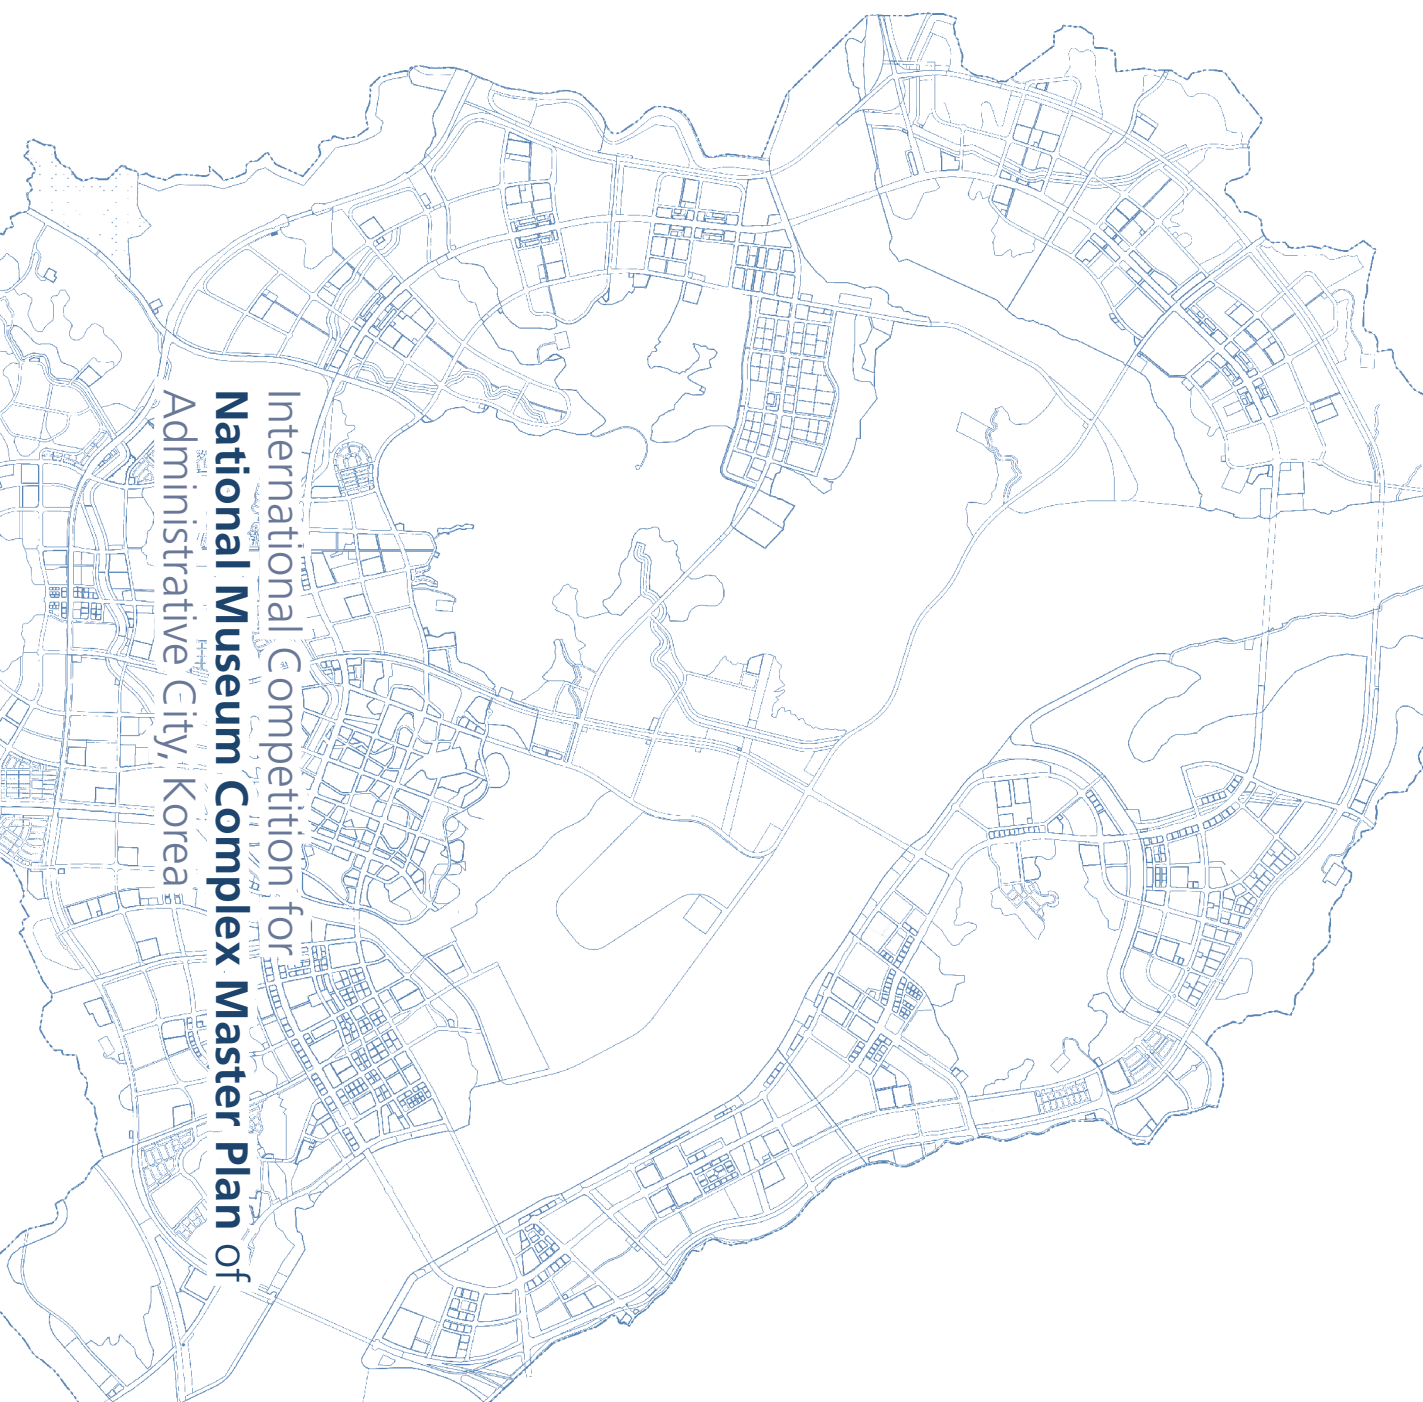 International Competition for
National Museum Complex Master Plan of
Administrative City, Korea